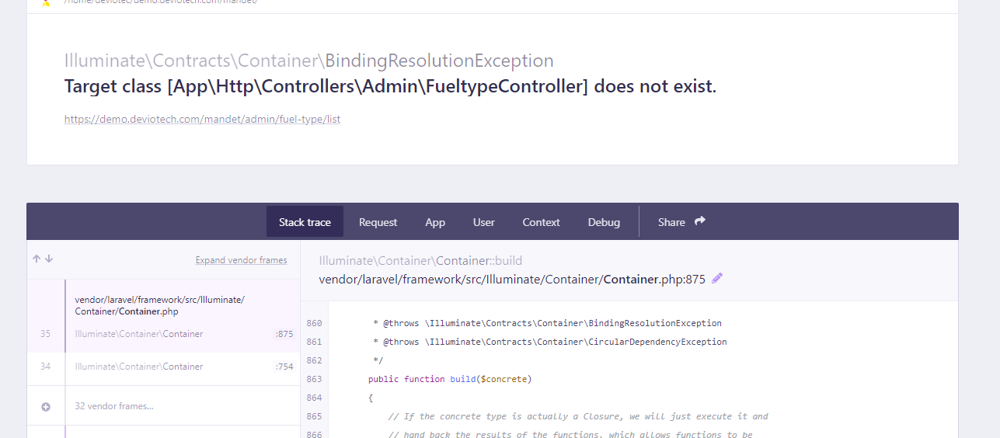 /home/deviotec/demo.deviotech.com/mandet/
Illuminate\Contracts\Container\BindingResolutionException
Target class [App\Http\Controllers\Admin\FueltypeController] does not exist.
https://demo.deviotech.com/mandet/admin/fuel-type/list
Stack trace Request App User Context Debug Share
Expand vendor frames
Illuminate\Container\Container::build
vendor/laravel/framework/src/Illuminate/Container/Container.php:875
vendor/laravel/framework/src/Illuminate/
Container/Container.php
35 Illuminate\Container\Container :875
34 Illuminate\Container\Container :754
32 vendor frames...
860 * @throws \Illuminate\Contracts\Container\BindingResolutionException
861 * @throws \Illuminate\Contracts\Container\CircularDependencyException
862 */
863 public function build($concrete)
864 {
865 // If the concrete type is actually a Closure, we will just execute it and
866 // hand back the results of the functions, which allows functions to be